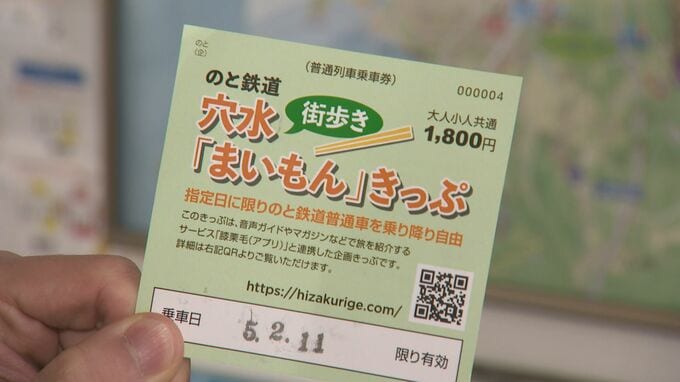 のと
(企)
(普通列車乗車券)
000004
のと鉄道
穴水
街歩き
大人小人共通
1,800円
「まいもん」きっぷ
指定日に限りのと鉄道普通車を乗り降り自由
このきっぷは、音声ガイドやマガジンなどで旅を紹介する
サービス「膝栗毛(アプリ)」と連携した企画きっぷです。
詳細は右記QRよりご覧いただけます。
https://hizakurige.com/
乗車日
5.2.11
限り有効